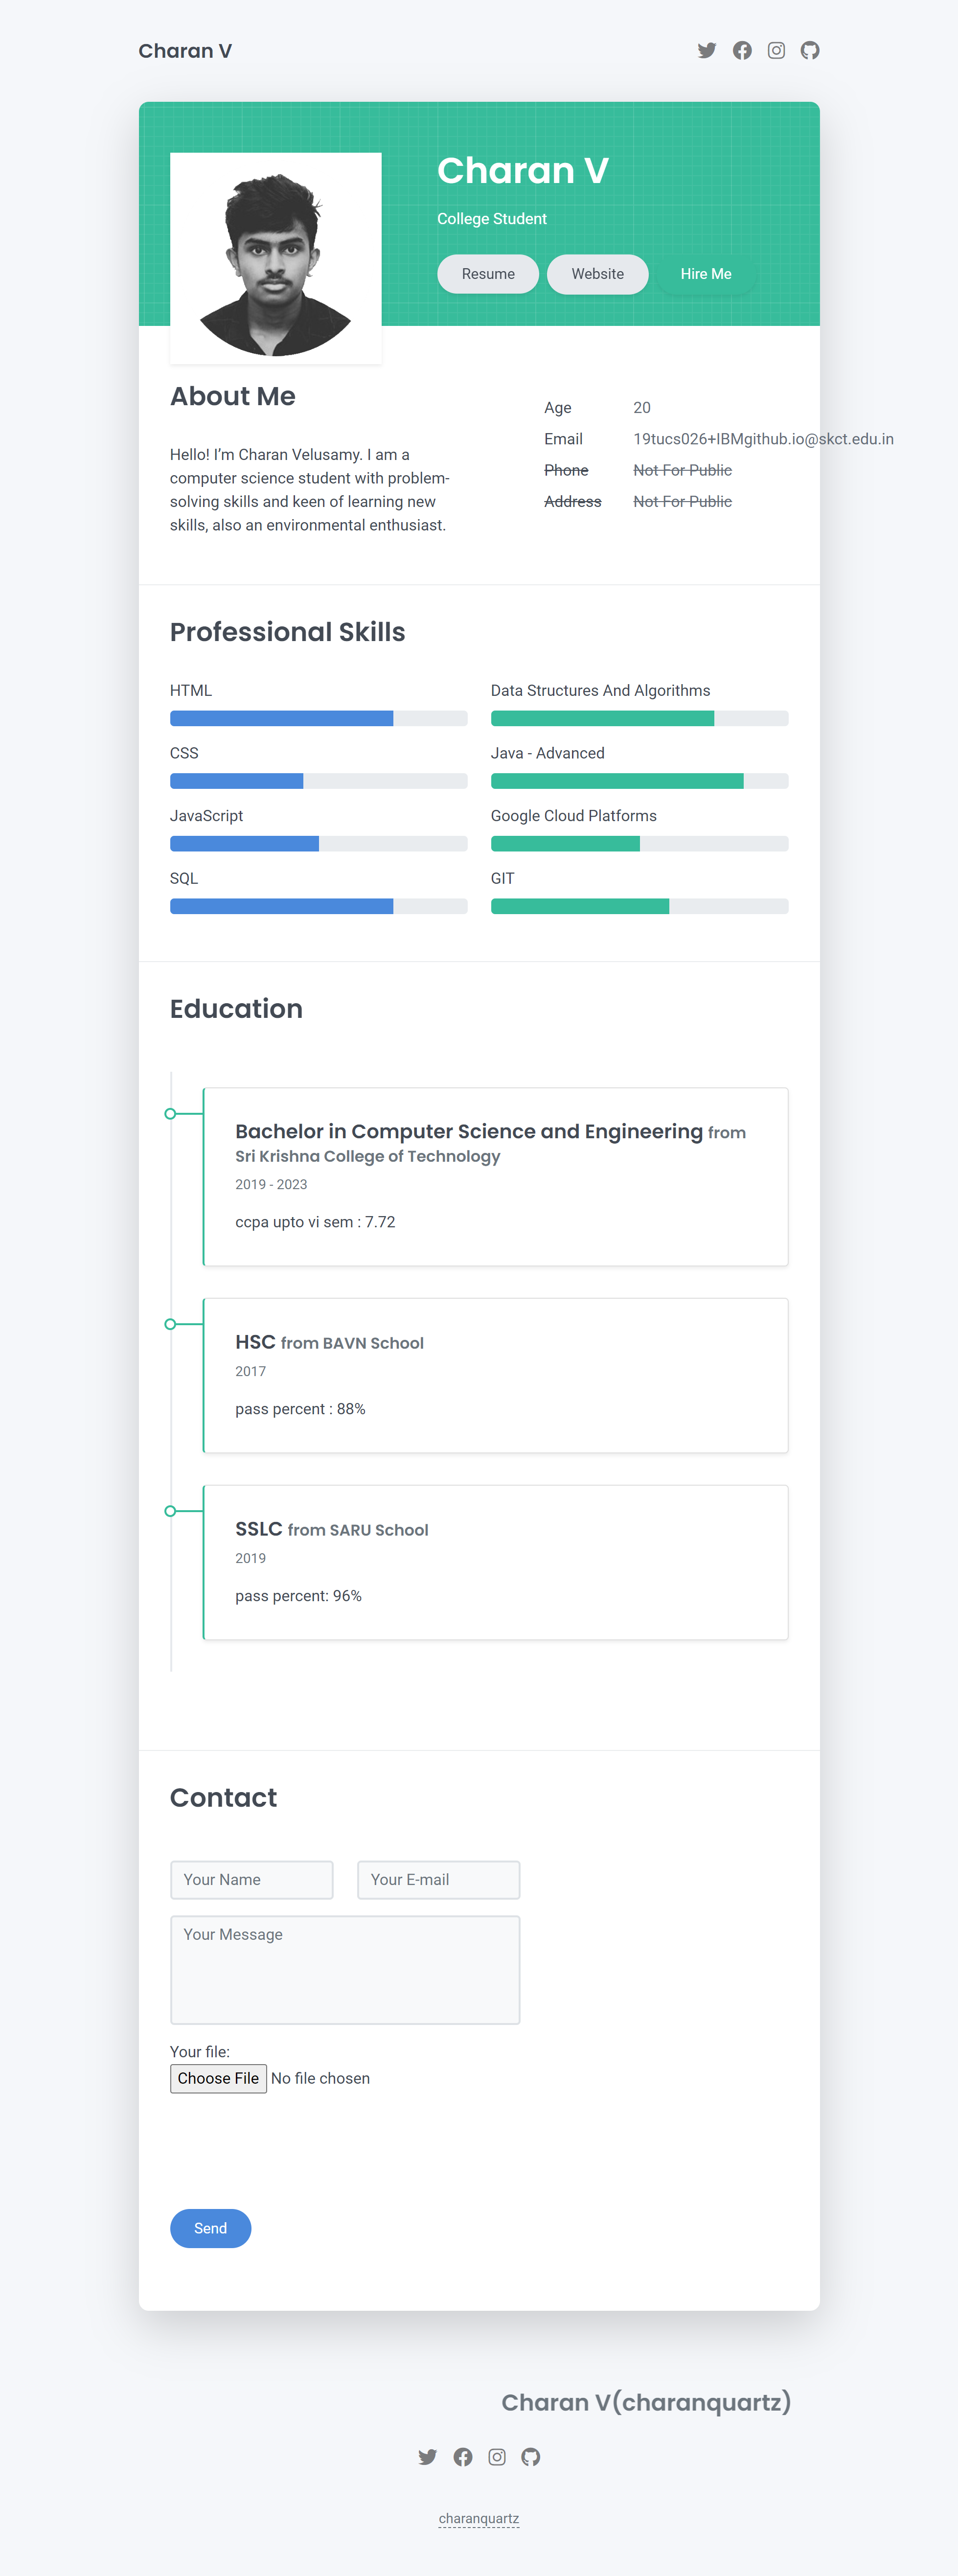 Charan V
Charan V
College Student
Resume Website Hire Me
About Me
Hello! I’m Charan Velusamy. I am a
computer science student with problem-
solving skills and keen of learning new
skills, also an environmental enthusiast.
Age 20
Email 19tucs026+IBMgithub.io@skct.edu.in
Phone Not For Public
Address Not For Public
Professional Skills
HTML
CSS
JavaScript
SQL
Data Structures And Algorithms
Java - Advanced
Google Cloud Platforms
GIT
Education
Bachelor in Computer Science and Engineering from
Sri Krishna College of Technology
2019 - 2023
ccpa upto vi sem : 7.72
HSC from BAVN School
2017
pass percent : 88%
SSLC from SARU School
2019
pass percent: 96%
Contact
Your Name Your E-mail
Your Message
Your file:
Choose File No file chosen
Send
Charan V(charanquartz)
charanquartz